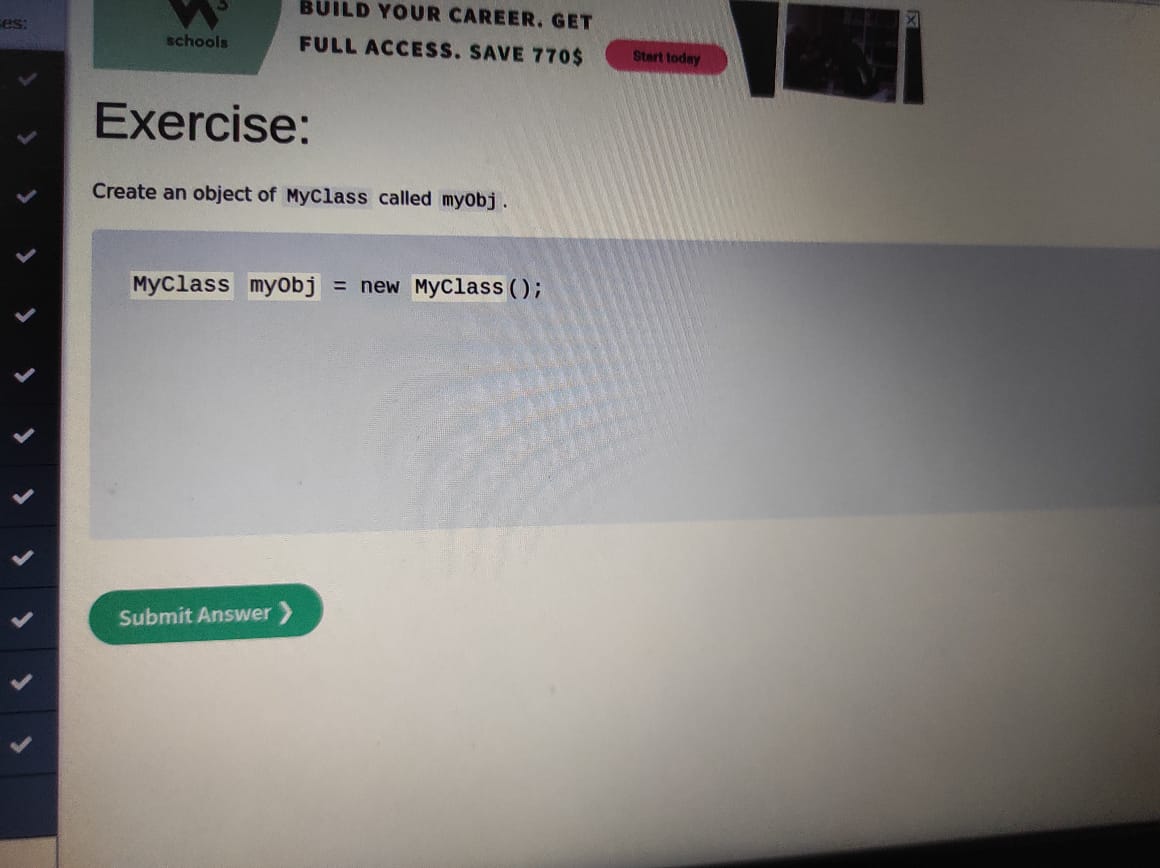 es:
W3
schools
BUILD YOUR CAREER. GET
FULL ACCESS. SAVE 770$
Start today
Exercise:
Create an object of MyClass called myObj.
MyClass myObj = new MyClass();
Submit Answer ❯